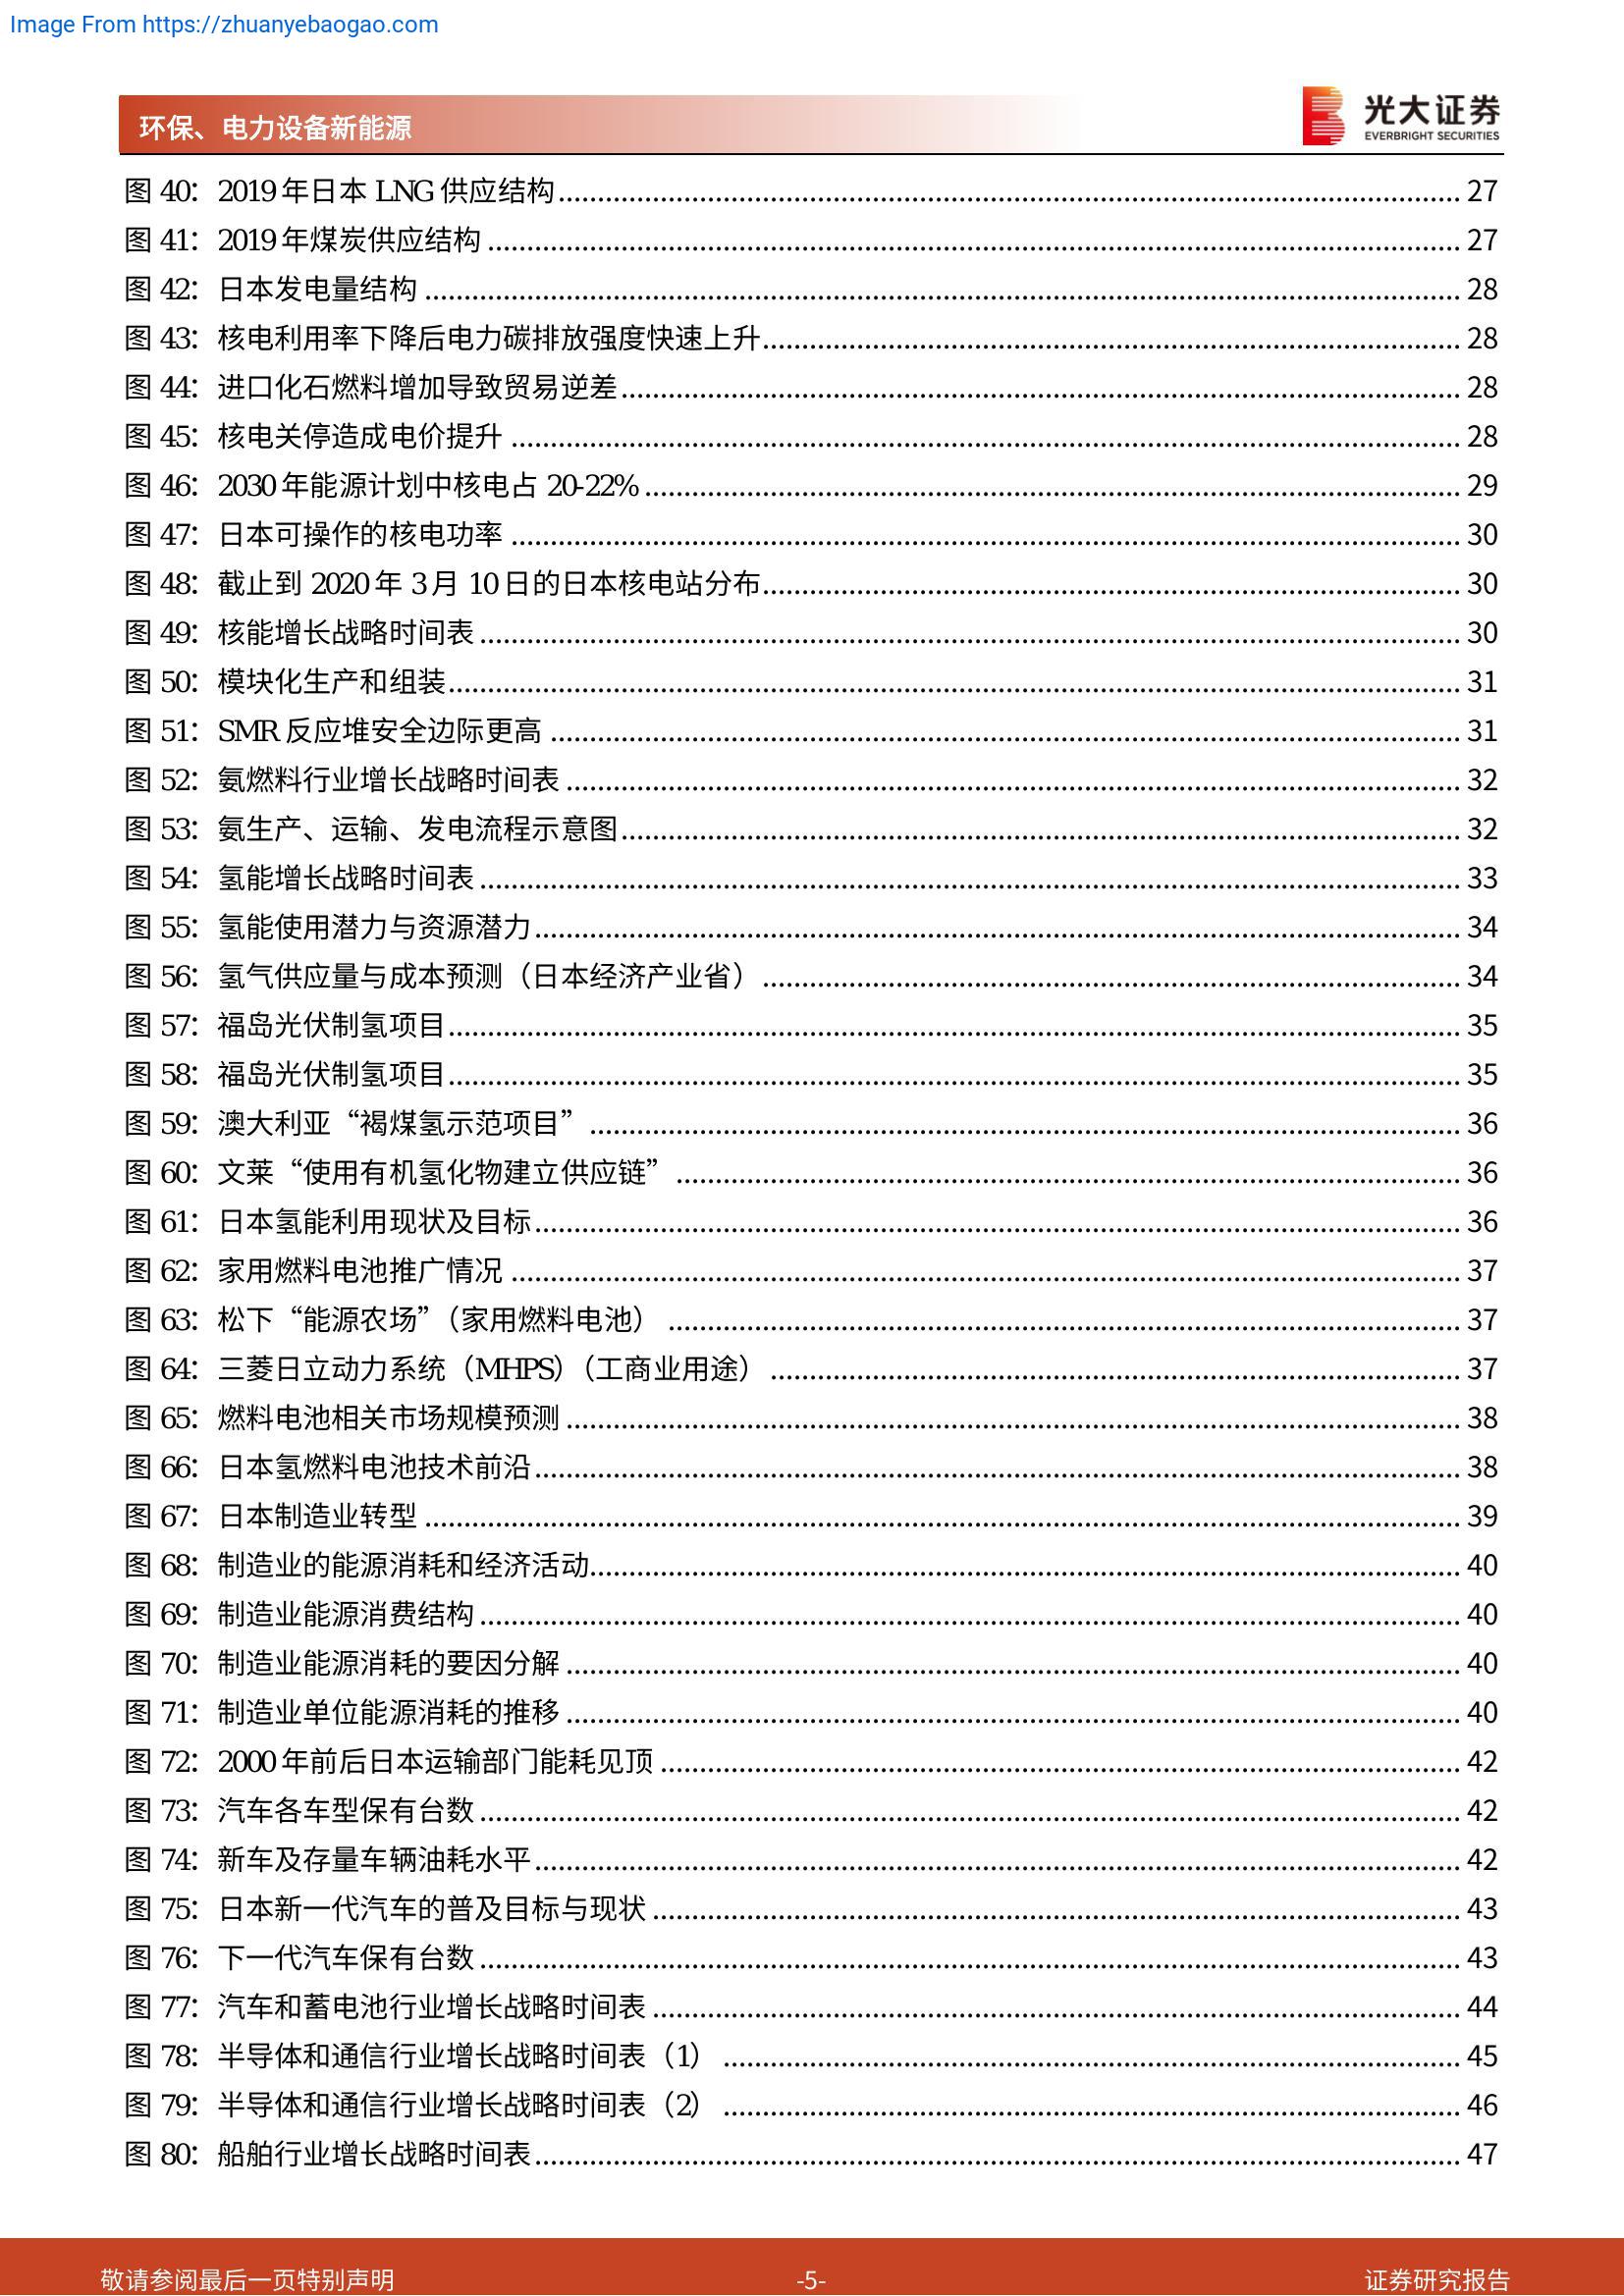 Image From https://zhuanyebaogao.com
环保、电力设备新能源
光大证券
EVERBRIGHT SECURITIES
图 40：2019 年日本 LNG 供应结构 27
图 41：2019 年煤炭供应结构 27
图 42：日本发电量结构 28
图 43：核电利用率下降后电力碳排放强度快速上升 28
图 44：进口化石燃料增加导致贸易逆差 28
图 45：核电关停造成电价提升 28
图 46：2030 年能源计划中核电占 20-22% 29
图 47：日本可操作的核电功率 30
图 48：截止到 2020 年 3 月 10 日的日本核电站分布 30
图 49：核能增长战略时间表 30
图 50：模块化生产和组装 31
图 51：SMR 反应堆安全边际更高 31
图 52：氨燃料行业增长战略时间表 32
图 53：氨生产、运输、发电流程示意图 32
图 54：氢能增长战略时间表 33
图 55：氢能使用潜力与资源潜力 34
图 56：氢气供应量与成本预测（日本经济产业省） 34
图 57：福岛光伏制氢项目 35
图 58：福岛光伏制氢项目 35
图 59：澳大利亚“褐煤氢示范项目” 36
图 60：文莱“使用有机氢化物建立供应链” 36
图 61：日本氢能利用现状及目标 36
图 62：家用燃料电池推广情况 37
图 63：松下“能源农场”（家用燃料电池） 37
图 64：三菱日立动力系统（MHPS）（工商业用途） 37
图 65：燃料电池相关市场规模预测 38
图 66：日本氢燃料电池技术前沿 38
图 67：日本制造业转型 39
图 68：制造业的能源消耗和经济活动 40
图 69：制造业能源消费结构 40
图 70：制造业能源消耗的要因分解 40
图 71：制造业单位能源消耗的推移 40
图 72：2000 年前后日本运输部门能耗见顶 42
图 73：汽车各车型保有台数 42
图 74：新车及存量车辆油耗水平 42
图 75：日本新一代汽车的普及目标与现状 43
图 76：下一代汽车保有台数 43
图 77：汽车和蓄电池行业增长战略时间表 44
图 78：半导体和通信行业增长战略时间表（1） 45
图 79：半导体和通信行业增长战略时间表（2） 46
图 80：船舶行业增长战略时间表 47
敬请参阅最后一页特别声明 -5- 证券研究报告